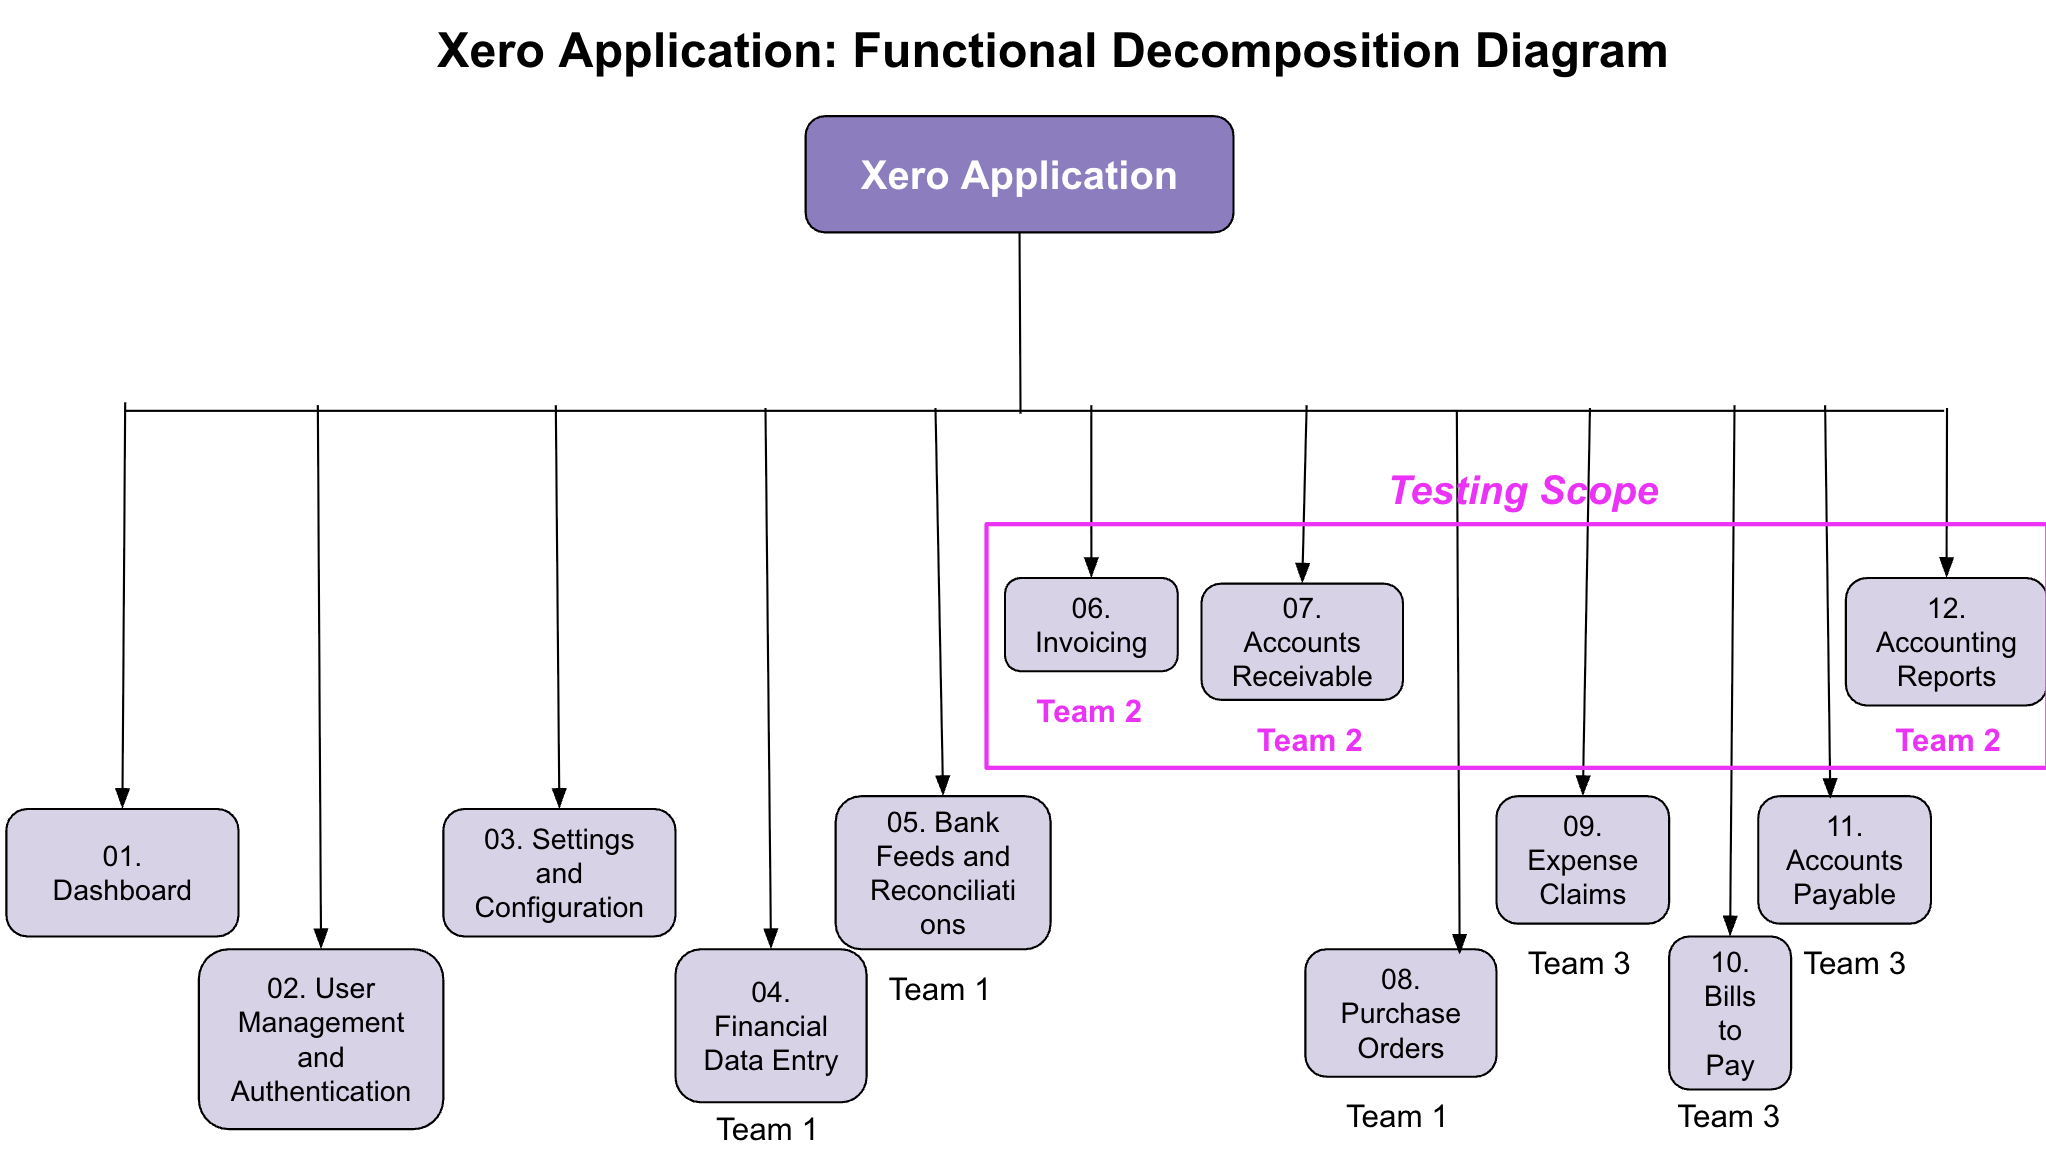 Xero Application: Functional Decomposition Diagram
Xero Application
Testing Scope
01.
Dashboard
02. User
Management
and
Authentication
03. Settings
and
Configuration
04.
Financial
Data Entry
Team 1
05. Bank
Feeds and
Reconciliati
ons
Team 1
06.
Invoicing
Team 2
07.
Accounts
Receivable
Team 2
08.
Purchase
Orders
Team 1
09.
Expense
Claims
Team 3
10.
Bills
to
Pay
Team 3
11.
Accounts
Payable
Team 3
12.
Accounting
Reports
Team 2